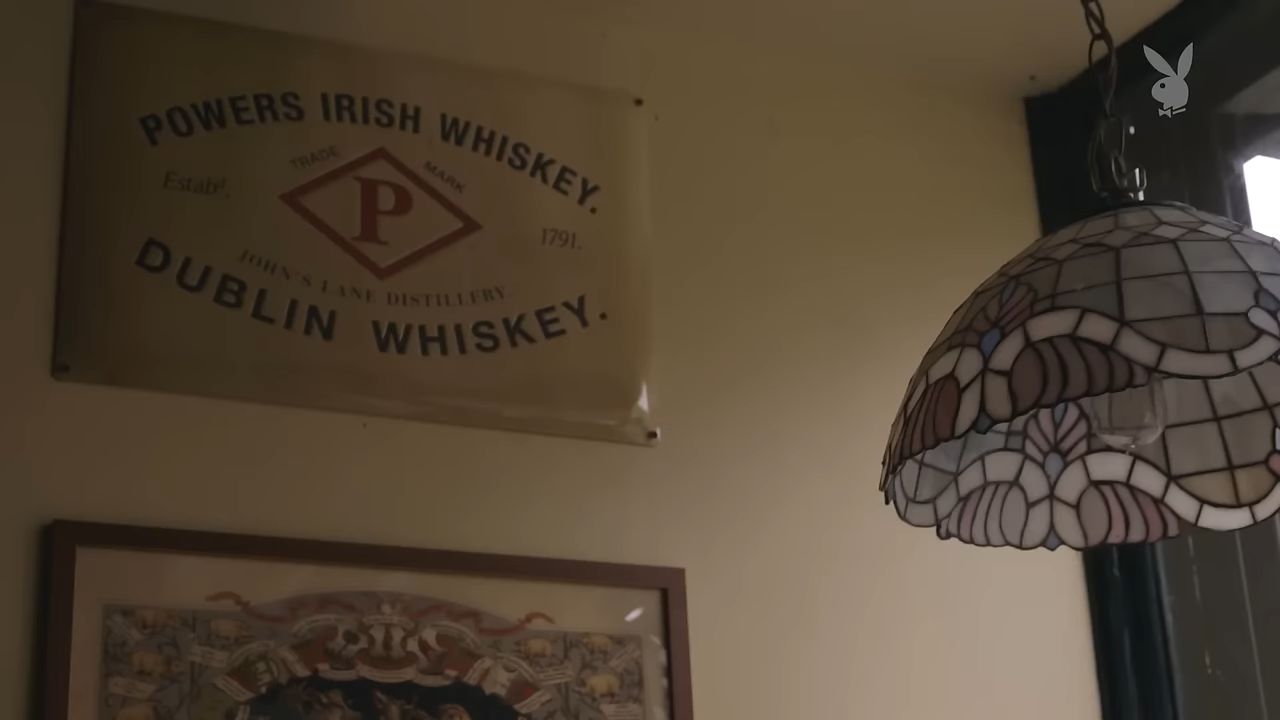 POWERS IRISH WHISKEY.
TRADE MARK
Estabd.
P
1791.
JOHN'S LANE DISTILLERY.
DUBLIN WHISKEY.